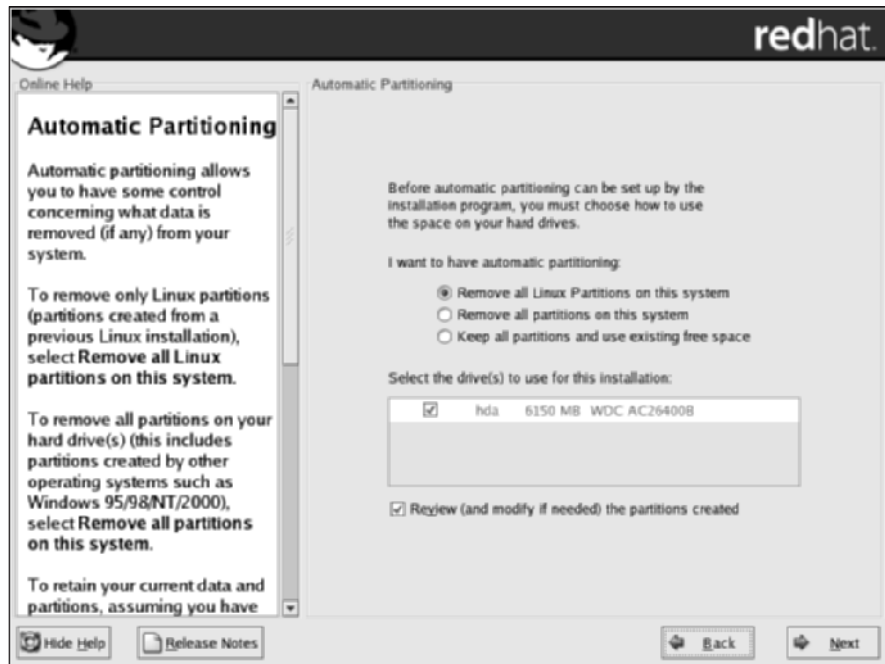 redhat.
Online Help
Automatic Partitioning
Automatic partitioning allows
you to have some control
concerning what data is
removed (if any) from your
system.
To remove only Linux partitions
(partitions created from a
previous Linux installation),
select Remove all Linux
partitions on this system.
To remove all partitions on your
hard drive(s) (this includes
partitions created by other
operating systems such as
Windows 95/98/NT/2000),
select Remove all partitions
on this system.
To retain your current data and
partitions, assuming you have
Automatic Partitioning
Before automatic partitioning can be set up by the
installation program, you must choose how to use
the space on your hard drives.
I want to have automatic partitioning:
Remove all Linux Partitions on this system
Remove all partitions on this system
Keep all partitions and use existing free space
Select the drive(s) to use for this installation:
hda 6150 MB WDC AC26400B
Review (and modify if needed) the partitions created
Hide Help
Release Notes
Back
Next